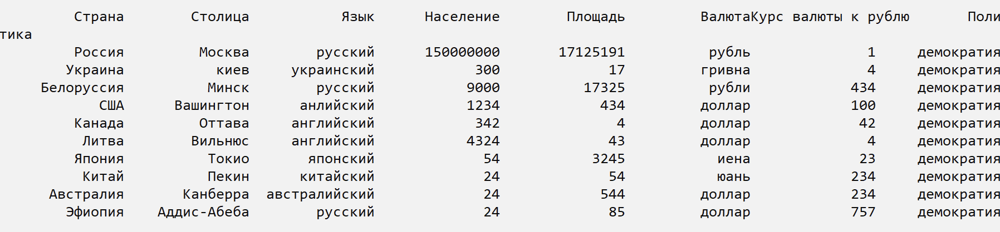 Страна Столица Язык Население Площадь ВалютаКурс валюты к рублю Поли
тика
Россия Москва русский 150000000 17125191 рубль 1 демократия
Украина киев украинский 300 17 гривна 4 демократия
Белоруссия Минск русский 9000 17325 рубли 434 демократия
США Вашингтон анлийский 1234 434 доллар 100 демократия
Канада Оттава английский 342 4 доллар 42 демократия
Литва Вильнюс английский 4324 43 доллар 4 демократия
Япония Токио японский 54 3245 иена 23 демократия
Китай Пекин китайский 24 54 юань 234 демократия
Австралия Канберра австралийский 24 544 доллар 234 демократия
Эфиопия Аддис-Абеба русский 24 85 доллар 757 демократия